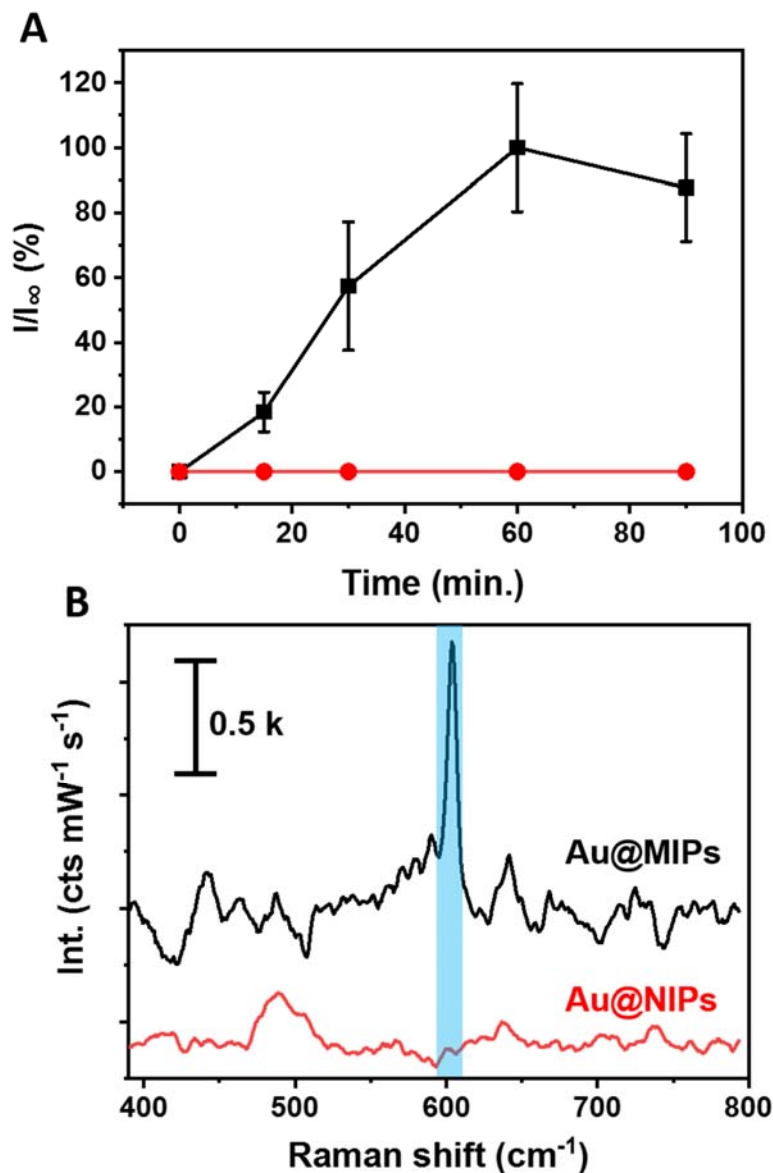 A
120
100
80
60
40
20
0
I/I∞ (%)
0 20 40 60 80 100
Time (min.)
B
0.5 k
Int. (cts mW⁻¹ s⁻¹)
Au@MIPs
Au@NIPs
400 500 600 700 800
Raman shift (cm⁻¹)